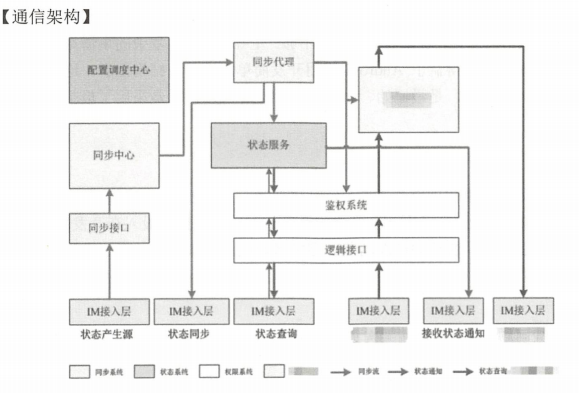 【通信架构】
配置调度中心
同步代理
同步中心
状态服务
鉴权系统
同步接口
逻辑接口
IM接入层
IM接入层
IM接入层
IM接入层
IM接入层
IM接入层
状态产生源
状态同步
状态查询
接收状态通知
同步系统
状态系统
权限系统
同步流
状态通知
状态查询